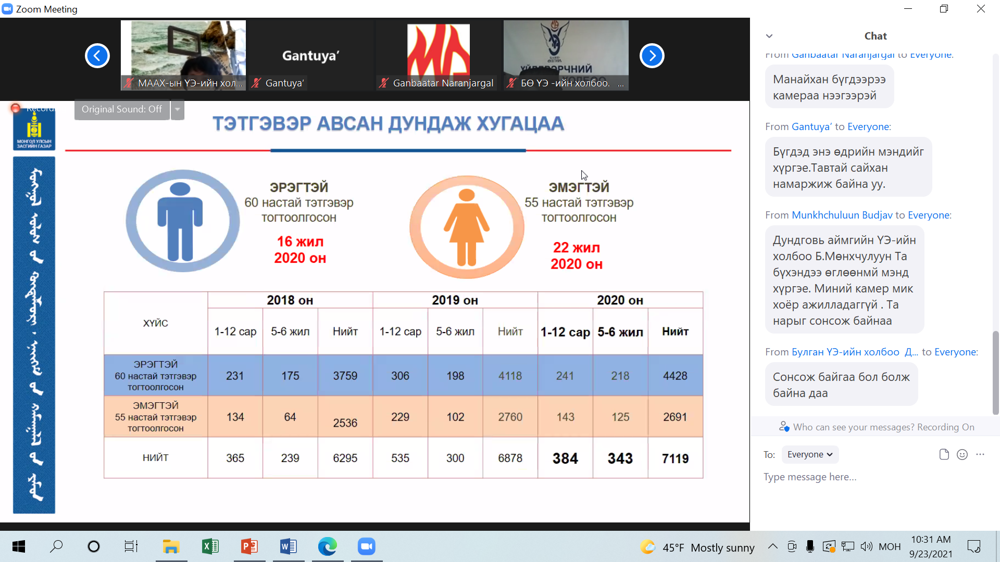 Zoom Meeting
Gantuya’
МААХ-ын ҮЭ-ийн хол...
Gantuya’
Ganbaatar Naranjargal
БӨ ҮЭ -ийн холбоо. ...
Original Sound: Off
МОНГОЛ УЛСЫН
ЗАСГИЙН ГАЗАР
ТЭТГЭВЭР АВСАН ДУНДАЖ ХУГАЦАА
ЭРЭГТЭЙ
60 настай тэтгэвэр
тогтоолгосон
16 жил
2020 он
ЭМЭГТЭЙ
55 настай тэтгэвэр
тогтоолгосон
22 жил
2020 он
ХҮЙС 2018 он 2019 он 2020 он
1-12 сар 5-6 жил Нийт 1-12 сар 5-6 жил Нийт 1-12 сар 5-6 жил Нийт
ЭРЭГТЭЙ
60 настай тэтгэвэр
тогтоолгосон
231 175 3759 306 198 4118 241 218 4428
ЭМЭГТЭЙ
55 настай тэтгэвэр
тогтоолгосон
134 64 2536 229 102 2760 143 125 2691
НИЙТ 365 239 6295 535 300 6878 384 343 7119
Chat
From Ganbaatar Naranjargal to Everyone:
Манайхан бүгдээрээ
камераа нээгээрэй
From Gantuya’ to Everyone:
Бүгдэд энэ өдрийн мэндийг
хүргэе.Тавтай сайхан
намаржиж байна уу.
From Munkhchuluun Budjav to Everyone:
Дундговь аймгийн ҮЭ-ийн
холбоо Б.Мөнхчулуун Та
бүхэндээ өглөөнмй мэнд
хүргэе. Миний камер мик
хоёр ажилладаггүй . Та
нарыг сонсож байнаа
From Булган ҮЭ-ийн холбоо Д... to Everyone:
Сонсож байгаа бол болж
байна даа
Who can see your messages? Recording On
To: Everyone
Type message here...
45°F Mostly sunny
МОН
10:31 AM
9/23/2021